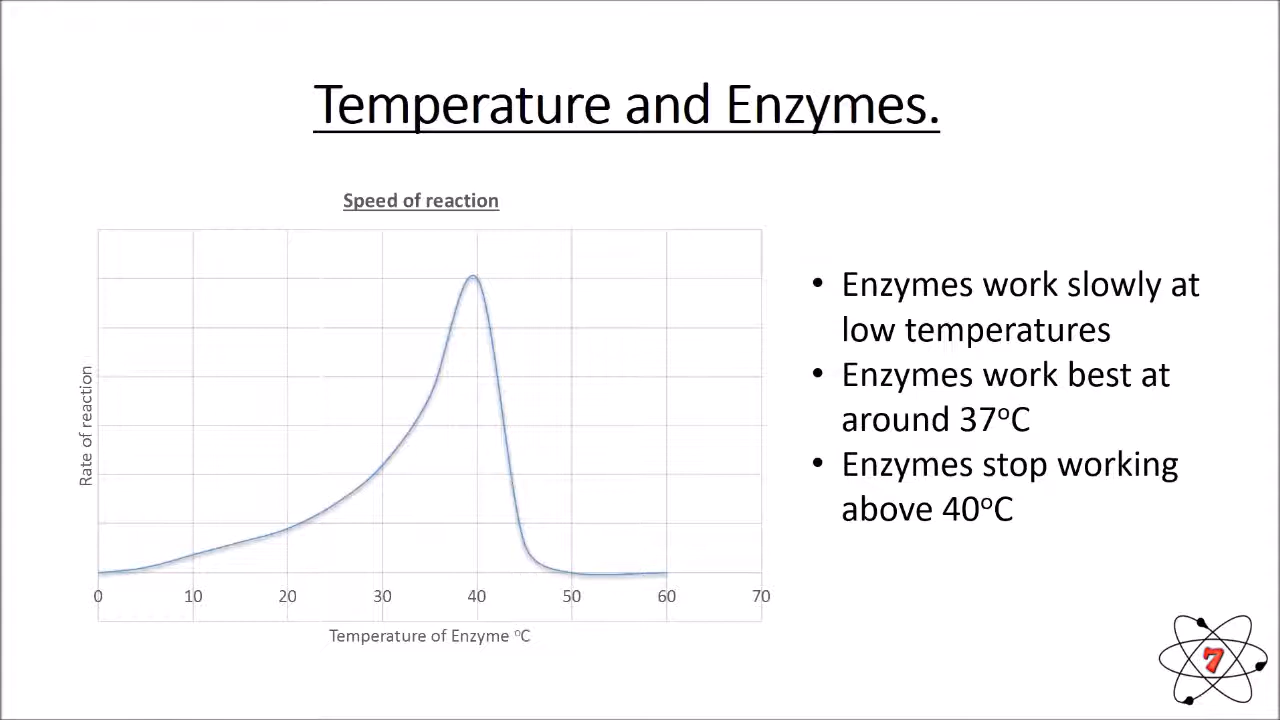 Temperature and Enzymes.
Speed of reaction
Rate of reaction
0 10 20 30 40 50 60 70
Temperature of Enzyme ºC
• Enzymes work slowly at
low temperatures
• Enzymes work best at
around 37ºC
• Enzymes stop working
above 40ºC
7